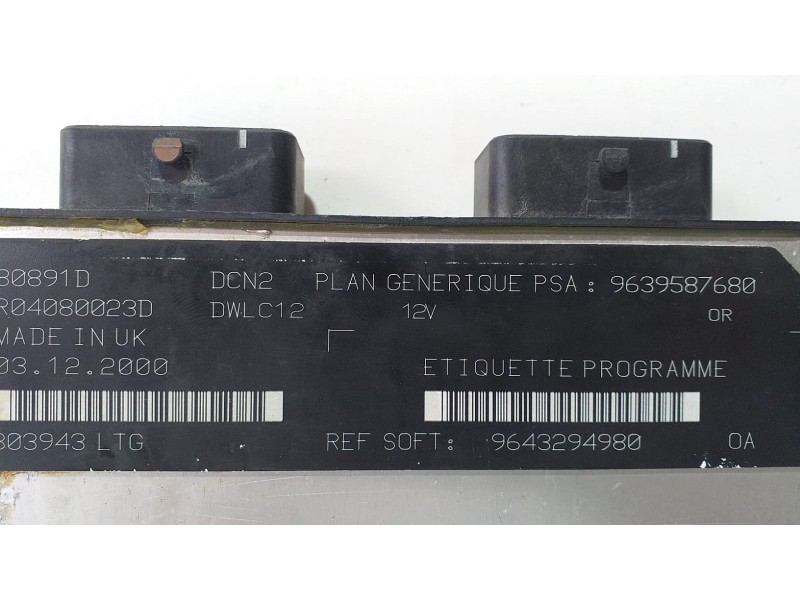 80891D DCN2 PLAN GENERIQUE PSA : 9639587680
R04080023D DWLC12 12V OR
MADE IN UK
03.12.2000 ETIQUETTE PROGRAMME
803943 LTG REF SOFT: 9643294980 OA